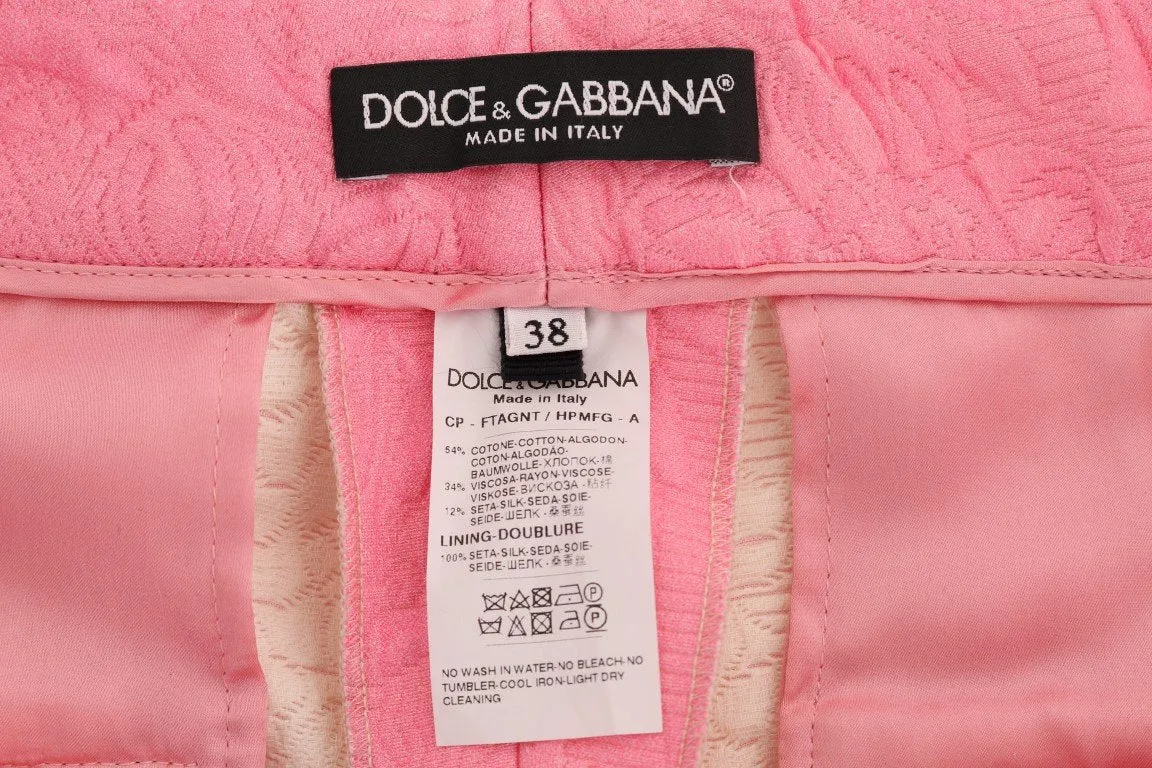 DOLCE & GABBANA®
MADE IN ITALY
38
DOLCE & GABBANA
Made in Italy
CP - FTAGNT / HPMFG - A
54% COTONE-COTTON-ALGODON-
COTON-ALGODÃO-
BAUMWOLLE-ХЛОПОК-棉
34% VISCOSA-RAYON-VISCOSE-
VISKOSE-ВИСКОЗА-粘纤
12% SETA-SILK-SEDA-SOIE-
SEIDE-ШЕЛК-桑蚕丝
LINING-DOUBLURE
100% SETA-SILK-SEDA-SOIE-
SEIDE-ШЕЛК-桑蚕丝
P
P
NO WASH IN WATER-NO BLEACH-NO
TUMBLER-COOL IRON-LIGHT DRY
CLEANING